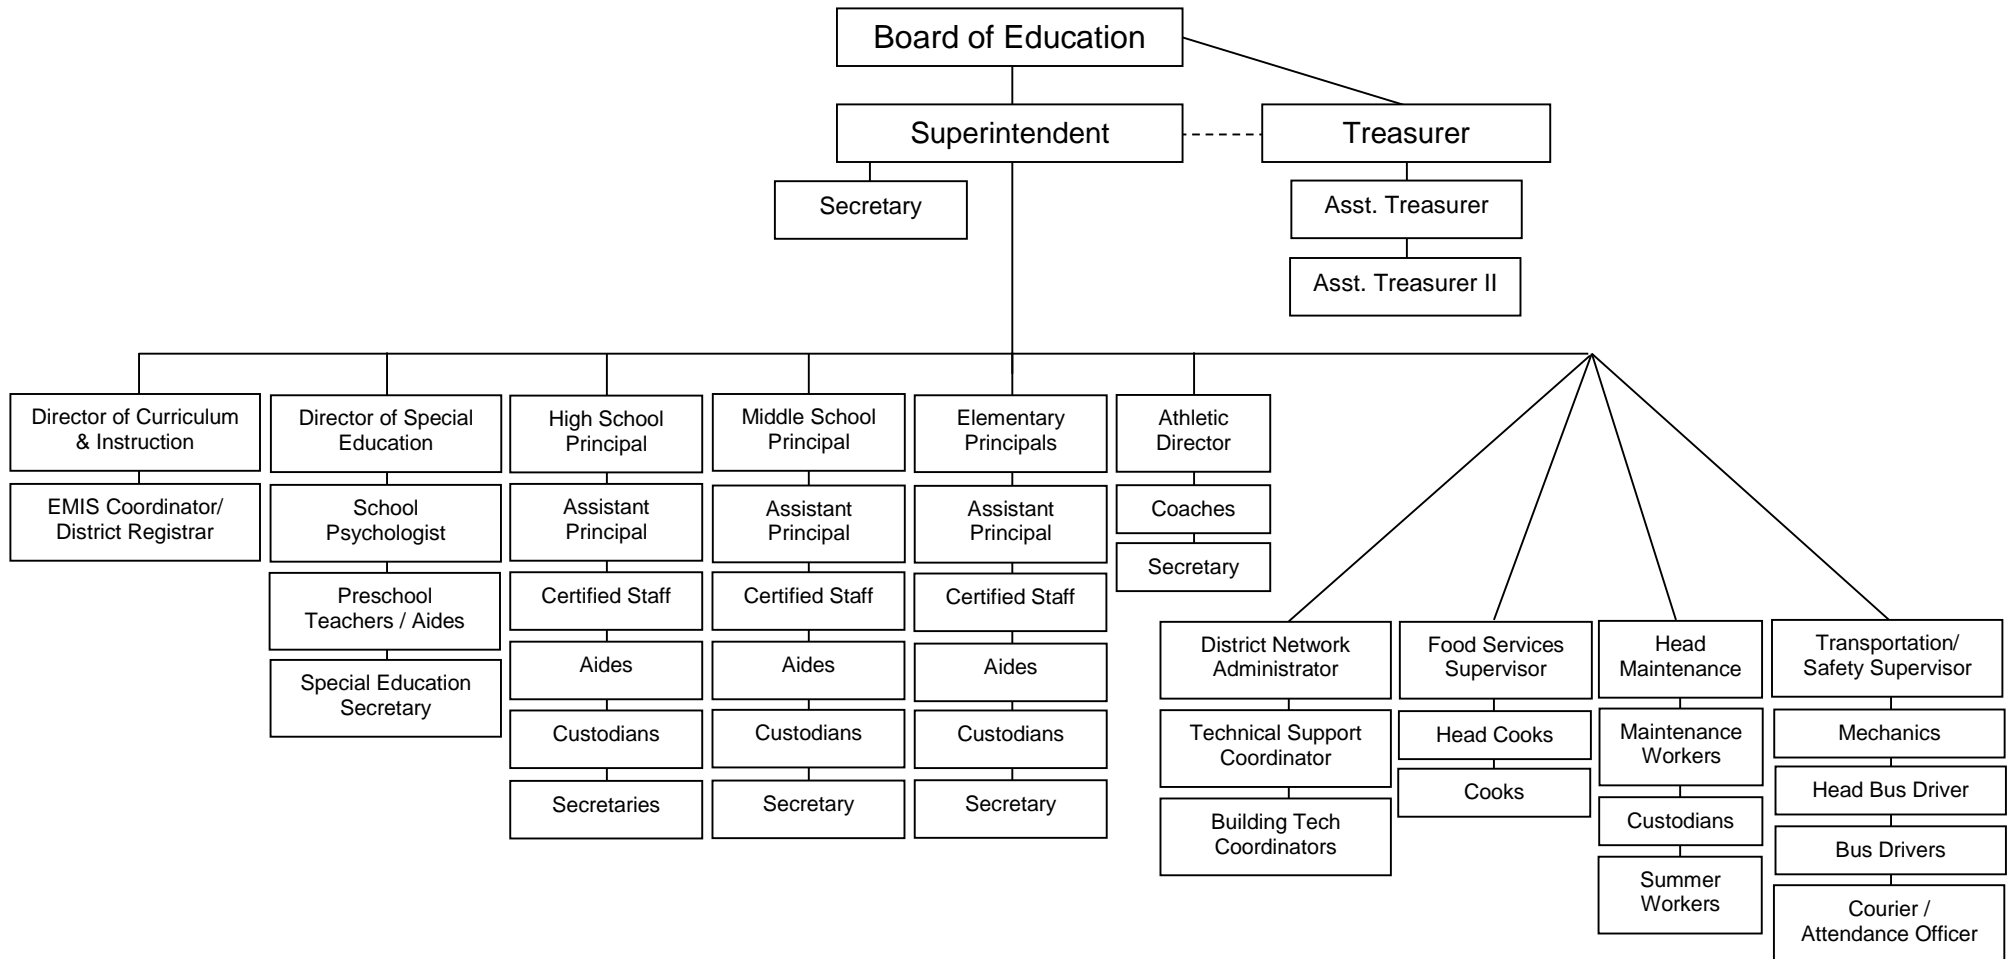 Board of Education
Superintendent
Treasurer
Secretary
Asst. Treasurer
Asst. Treasurer II
Director of Curriculum
& Instruction
EMIS Coordinator/
District Registrar
Director of Special
Education
School
Psychologist
Preschool
Teachers / Aides
Special Education
Secretary
High School
Principal
Assistant
Principal
Certified Staff
Aides
Custodians
Secretaries
Middle School
Principal
Assistant
Principal
Certified Staff
Aides
Custodians
Secretary
Elementary
Principals
Assistant
Principal
Certified Staff
Aides
Custodians
Secretary
Athletic
Director
Coaches
Secretary
District Network
Administrator
Technical Support
Coordinator
Building Tech
Coordinators
Food Services
Supervisor
Head Cooks
Cooks
Head
Maintenance
Maintenance
Workers
Custodians
Summer
Workers
Transportation/
Safety Supervisor
Mechanics
Head Bus Driver
Bus Drivers
Courier /
Attendance Officer